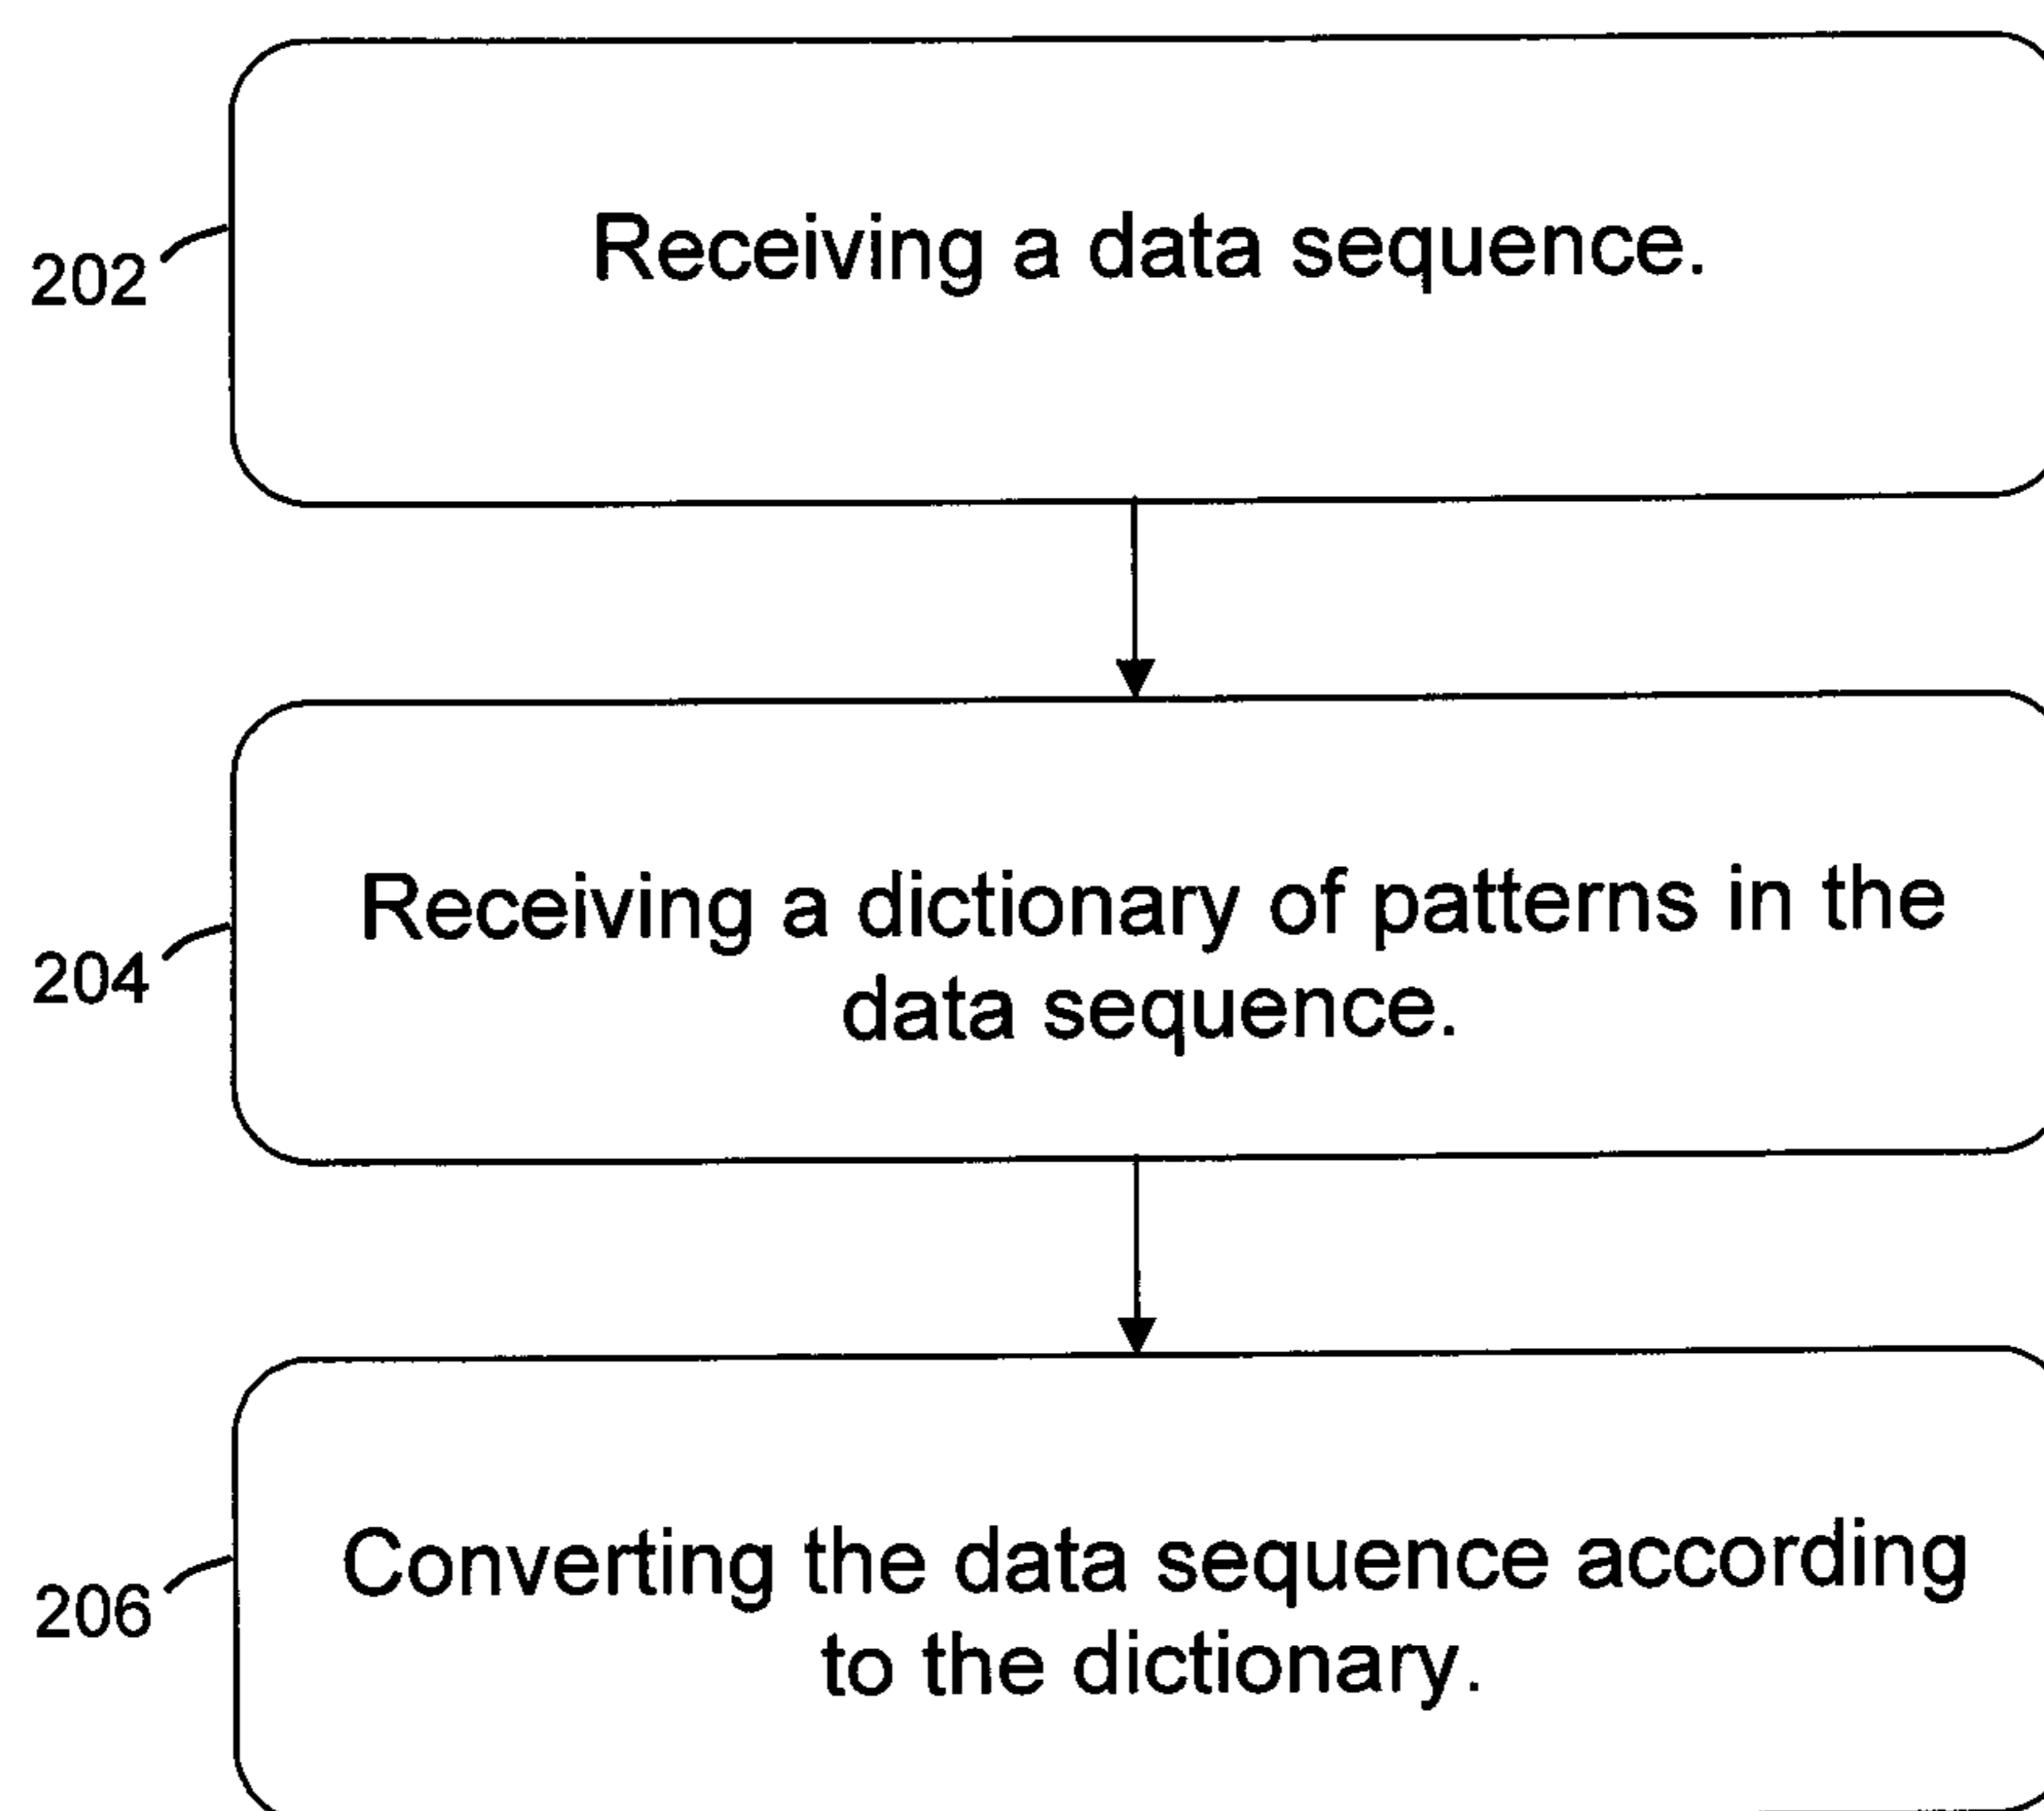 Receiving a data sequence.
202
Receiving a dictionary of patterns in the
data sequence.
204
Converting the data sequence according
to the dictionary.
206